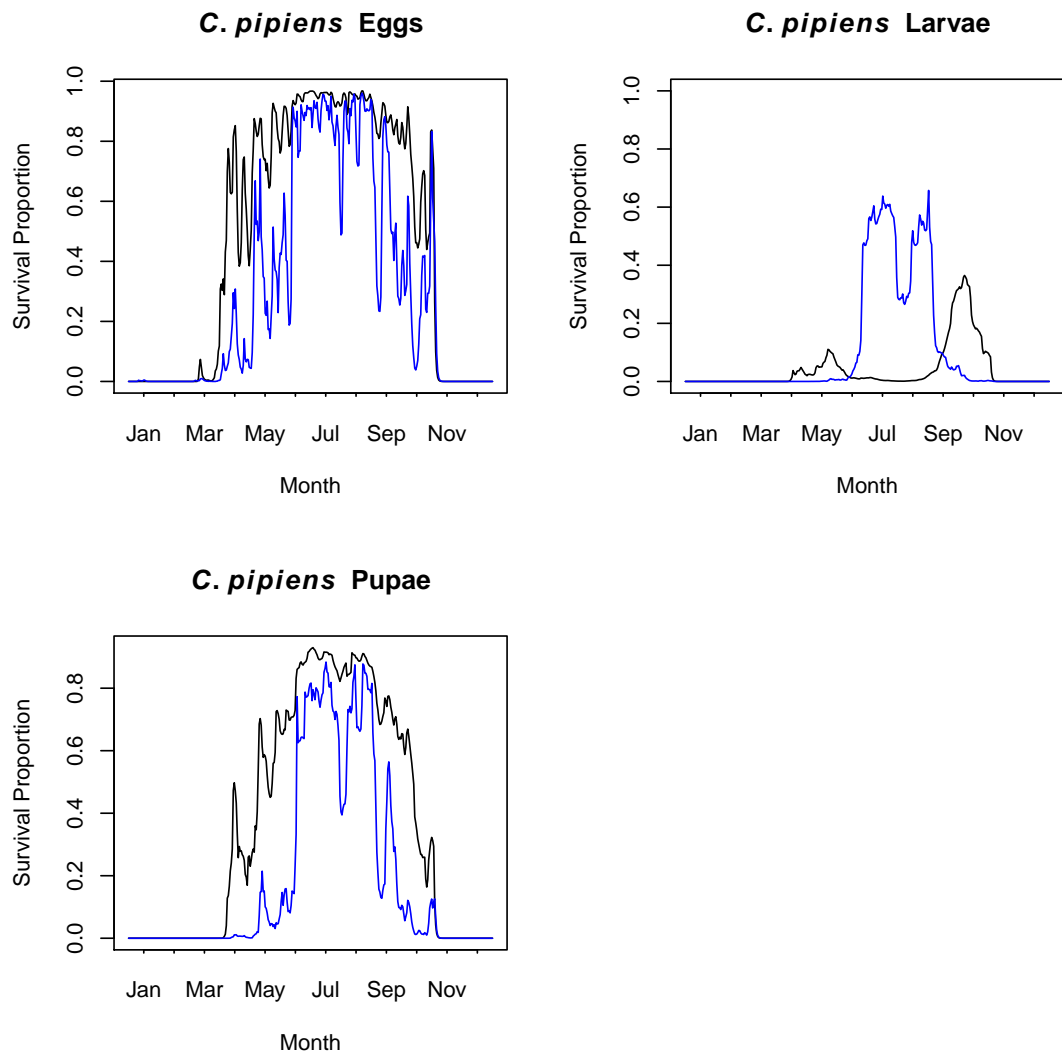 C. pipiens Eggs
Survival Proportion
0.0 0.2 0.4 0.6 0.8 1.0
Jan Mar May Jul Sep Nov
Month
C. pipiens Larvae
Survival Proportion
0.0 0.2 0.4 0.6 0.8 1.0
Jan Mar May Jul Sep Nov
Month
C. pipiens Pupae
Survival Proportion
0.0 0.2 0.4 0.6 0.8
Jan Mar May Jul Sep Nov
Month